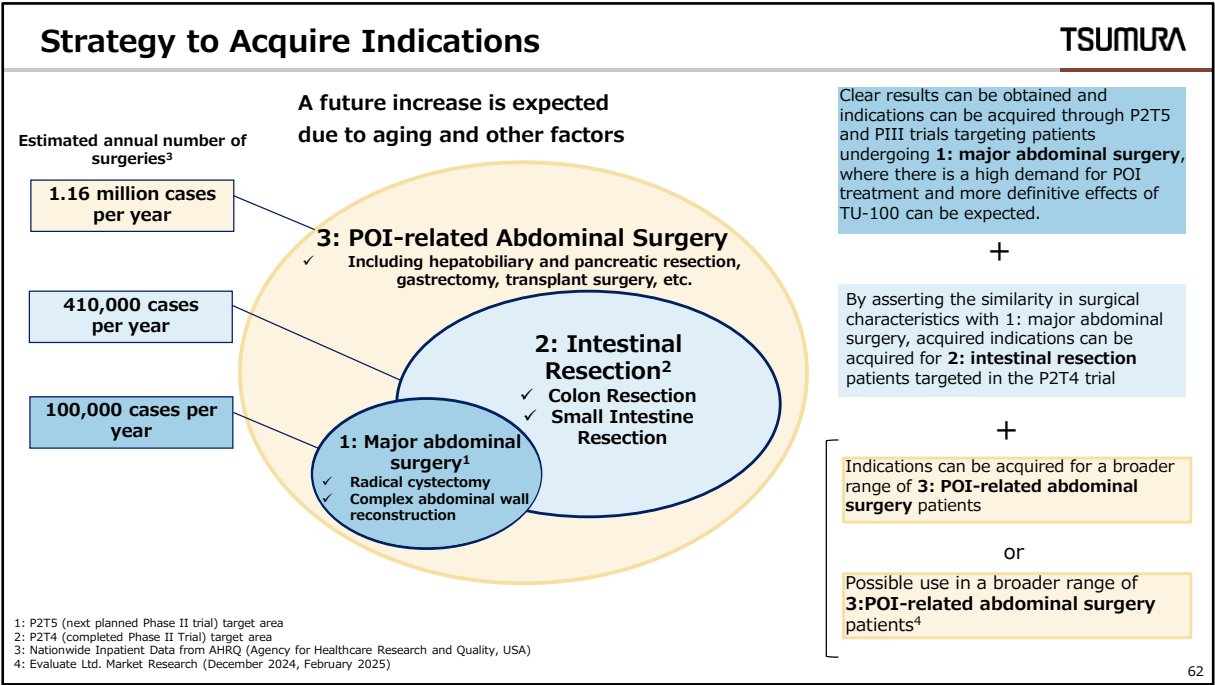 Strategy to Acquire Indications
TSUMURA
A future increase is expected
due to aging and other factors
Estimated annual number of
surgeries³
1.16 million cases
per year
410,000 cases
per year
100,000 cases per
year
3: POI-related Abdominal Surgery
✓ Including hepatobiliary and pancreatic resection,
gastrectomy, transplant surgery, etc.
2: Intestinal
Resection²
✓ Colon Resection
✓ Small Intestine
Resection
1: Major abdominal
surgery¹
✓ Radical cystectomy
✓ Complex abdominal wall
reconstruction
Clear results can be obtained and
indications can be acquired through P2T5
and PIII trials targeting patients
undergoing 1: major abdominal surgery,
where there is a high demand for POI
treatment and more definitive effects of
TU-100 can be expected.
+
By asserting the similarity in surgical
characteristics with 1: major abdominal
surgery, acquired indications can be
acquired for 2: intestinal resection
patients targeted in the P2T4 trial
+
Indications can be acquired for a broader
range of 3: POI-related abdominal
surgery patients
or
Possible use in a broader range of
3:POI-related abdominal surgery
patients⁴
1: P2T5 (next planned Phase II trial) target area
2: P2T4 (completed Phase II Trial) target area
3: Nationwide Inpatient Data from AHRQ (Agency for Healthcare Research and Quality, USA)
4: Evaluate Ltd. Market Research (December 2024, February 2025)
62